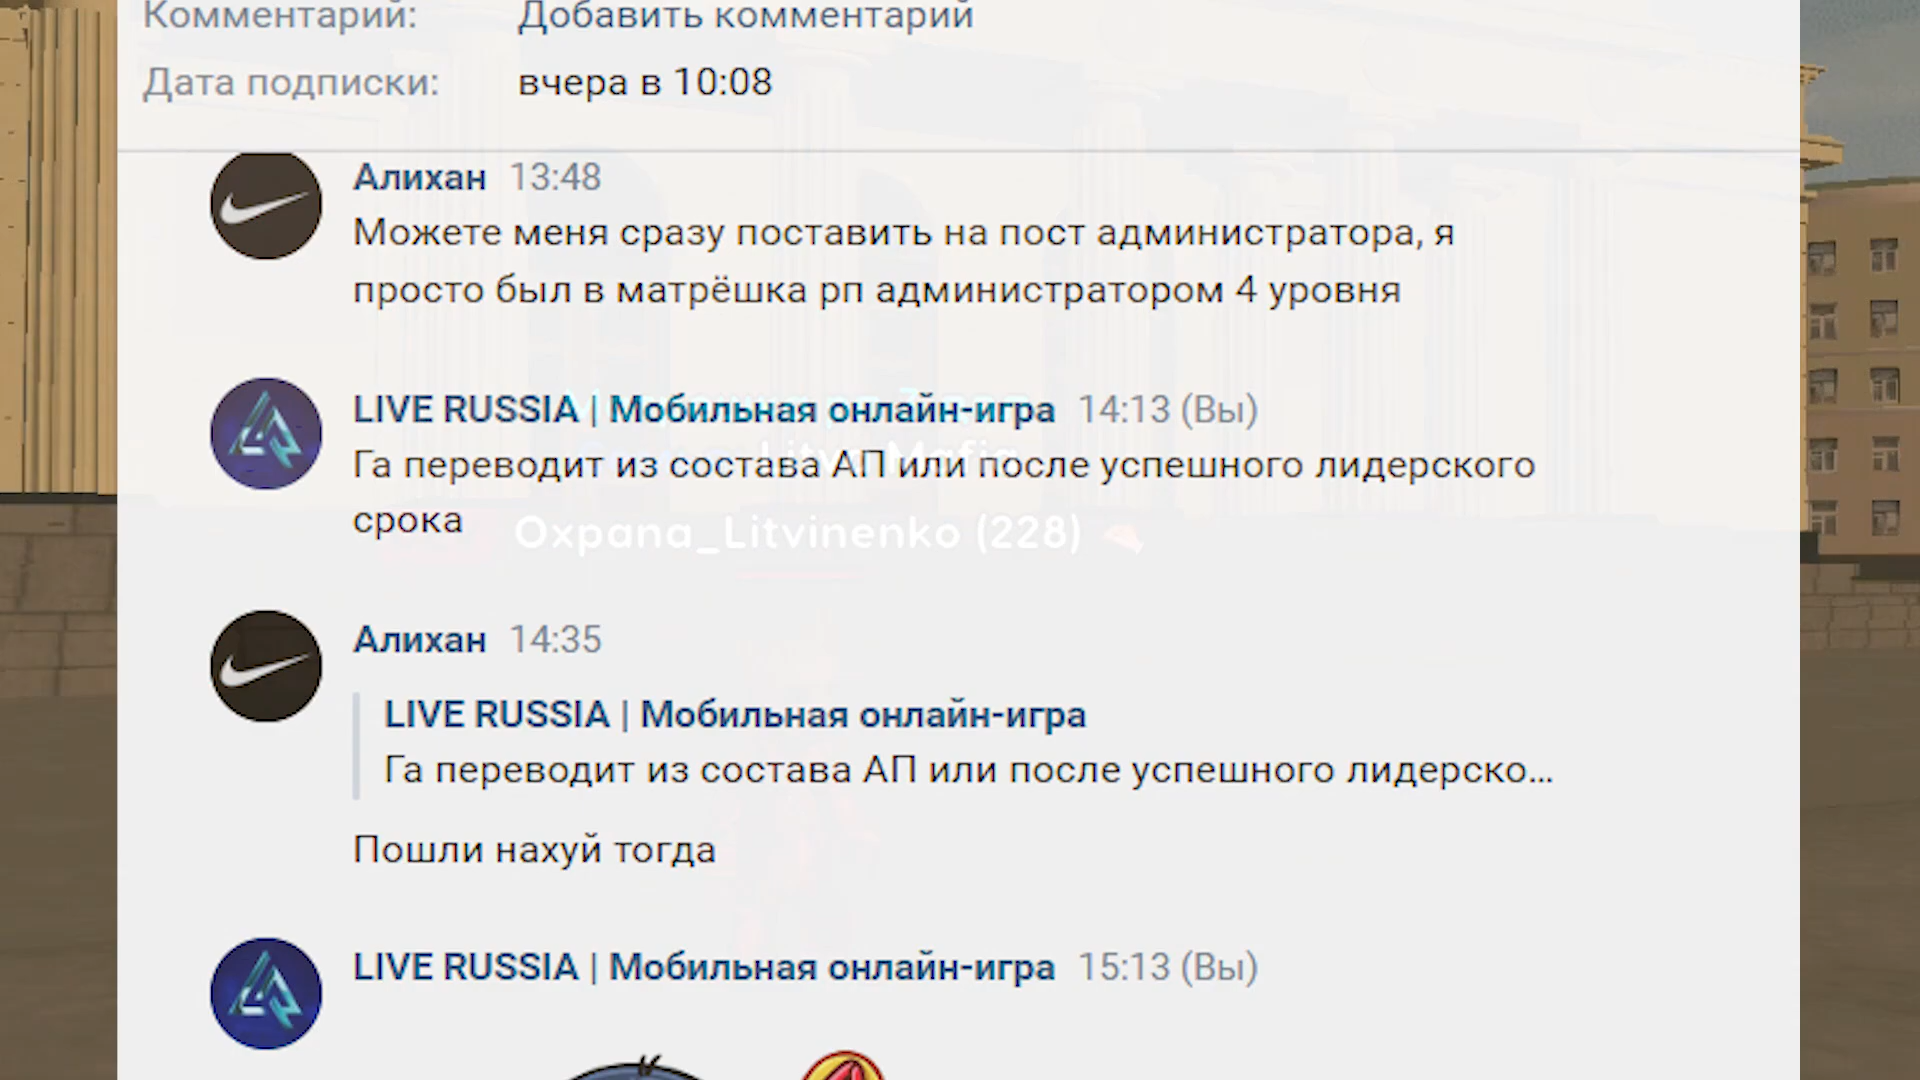 Комментарий: Добавить комментарий
Дата подписки: вчера в 10:08
Алихан 13:48
Можете меня сразу поставить на пост администратора, я
просто был в матрёшка рп администратором 4 уровня
LIVE RUSSIA | Мобильная онлайн-игра 14:13 (Вы)
Litvo Mafia
Га переводит из состава АП или после успешного лидерского
срока
Oxpana_Litvinenko (228)
Алихан 14:35
LIVE RUSSIA | Мобильная онлайн-игра
Га переводит из состава АП или после успешного лидерско...
Пошли нахуй тогда
LIVE RUSSIA | Мобильная онлайн-игра 15:13 (Вы)